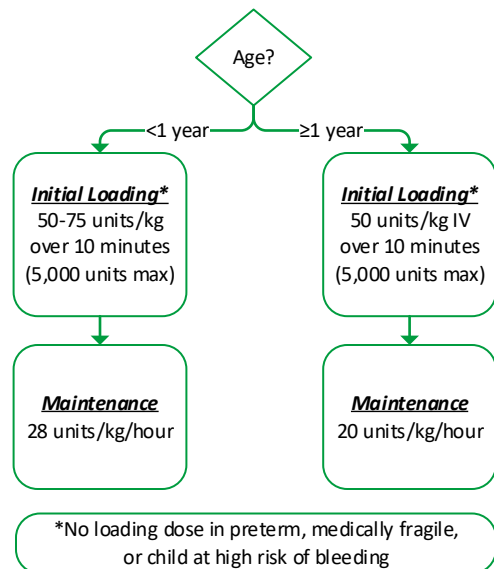 Age?
<1 year
≥1 year
Initial Loading*
50-75 units/kg
over 10 minutes
(5,000 units max)
Initial Loading*
50 units/kg IV
over 10 minutes
(5,000 units max)
Maintenance
28 units/kg/hour
Maintenance
20 units/kg/hour
*No loading dose in preterm, medically fragile,
or child at high risk of bleeding